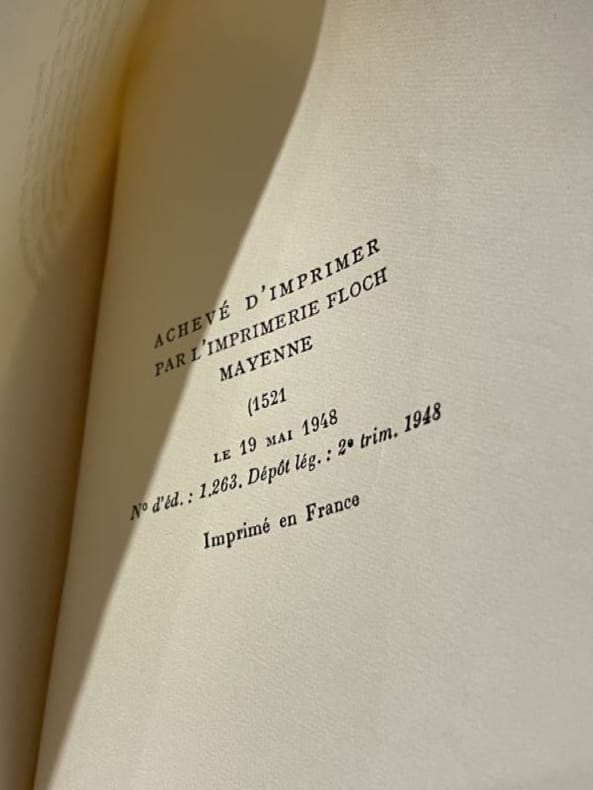 ACHEVÉ D'IMPRIMER
PAR L'IMPRIMERIE FLOCH
MAYENNE
(1521
LE 19 MAI 1948
Nº d'éd. : 1.263. Dépôt lég. : 2e trim. 1948
Imprimé en France